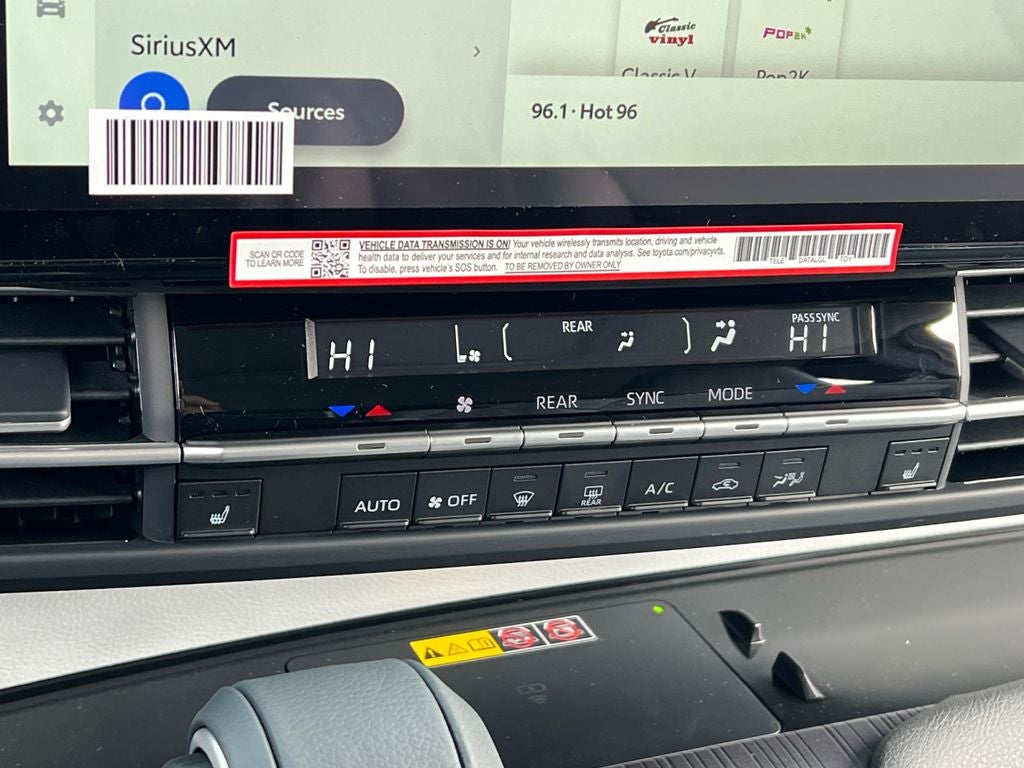 SiriusXM
Sources
Classic
vinyl
POP2K
Classic V
Pop2K
96.1 · Hot 96
SCAN QR CODE
TO LEARN MORE
VEHICLE DATA TRANSMISSION IS ON! Your vehicle wirelessly transmits location, driving and vehicle
health data to deliver your services and for internal research and data analysis. See toyota.com/privacyvts.
To disable, press vehicle's SOS button. TO BE REMOVED BY OWNER ONLY
TELE DATALGL TOY
HI
REAR
PASS SYNC
HI
REAR
SYNC
MODE
AUTO
OFF
REAR
A/C